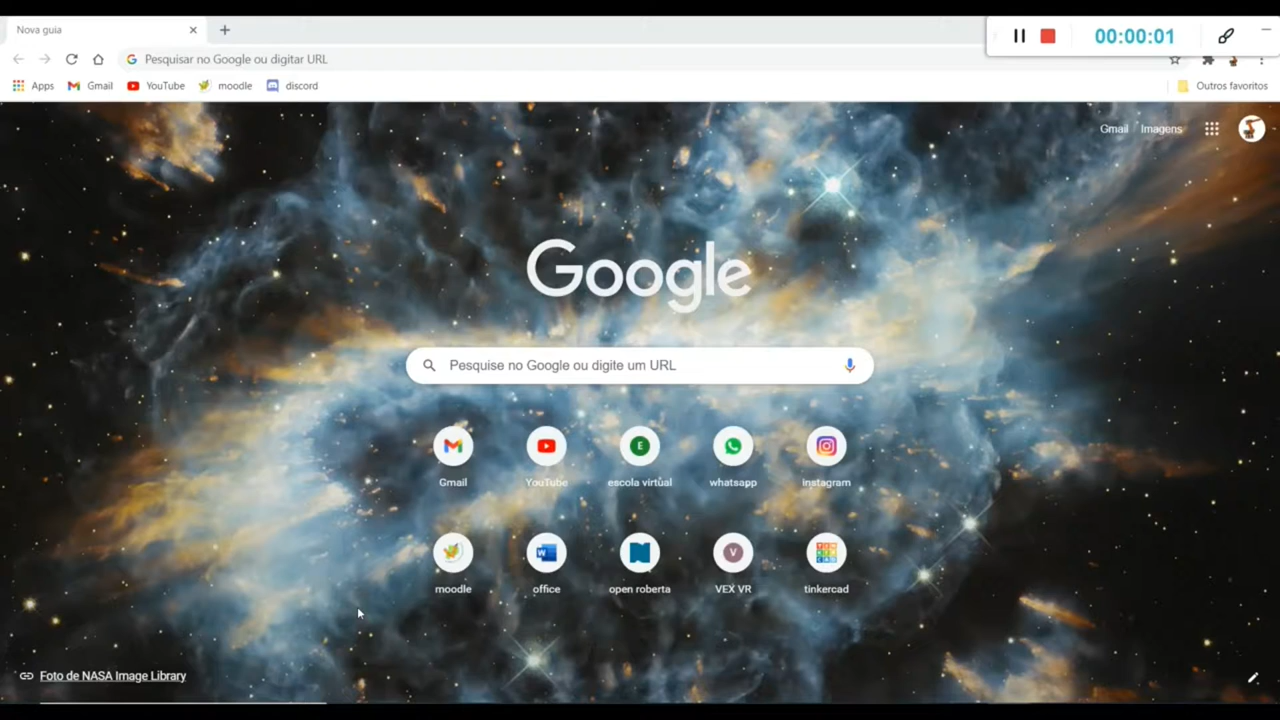 Nova guia
00:00:01
Pesquisar no Google ou digitar URL
Apps Gmail YouTube moodle discord Outros favoritos
Gmail Imagens
Google
Pesquise no Google ou digite um URL
Gmail YouTube escola virtual whatsapp instagram
E
W
V
moodle office open roberta VEX VR tinkercad
Foto de NASA Image Library